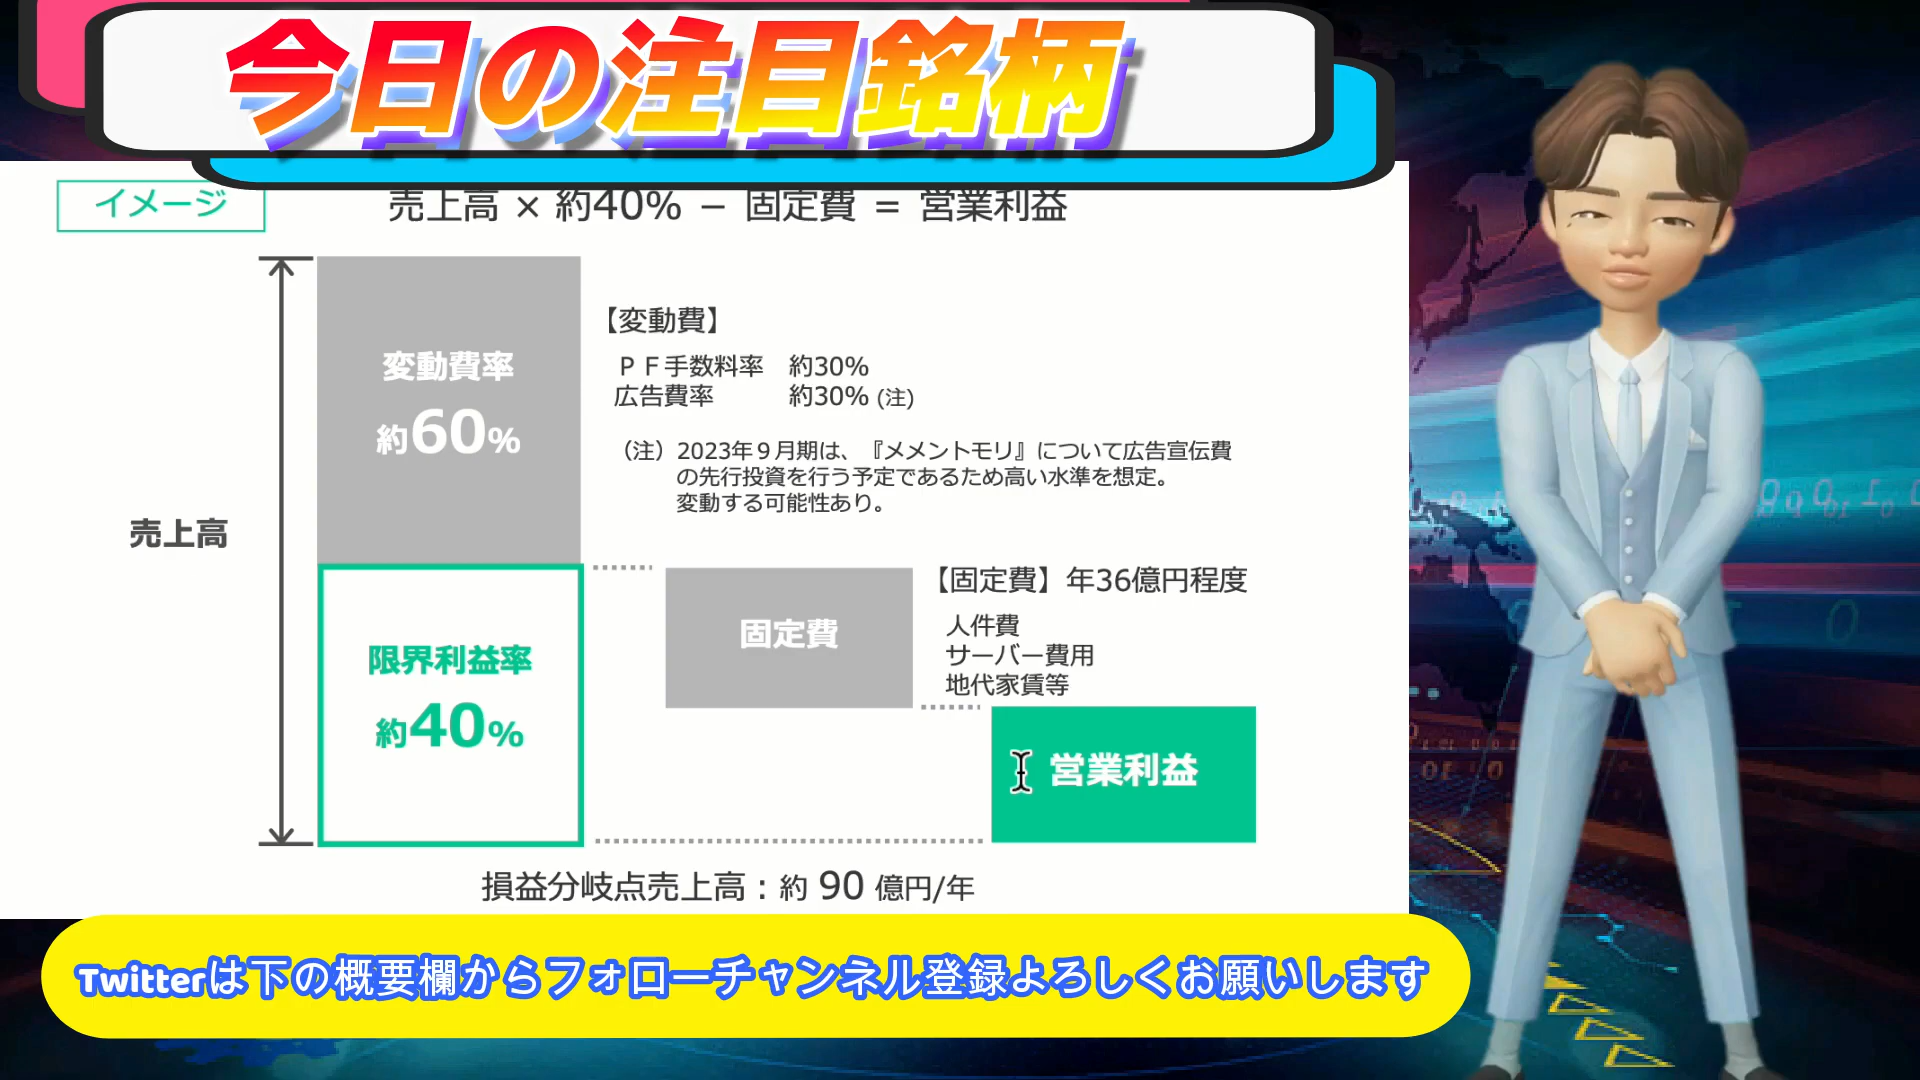 今日の注目銘柄
イメージ
売上高 × 約40% − 固定費 = 営業利益
変動費率
約60%
【変動費】
ＰＦ手数料率 約30%
広告費率 約30% (注)
（注）2023年９月期は、『メメントモリ』について広告宣伝費
の先行投資を行う予定であるため高い水準を想定。
変動する可能性あり。
売上高
限界利益率
約40%
固定費
【固定費】年36億円程度
人件費
サーバー費用
地代家賃等
営業利益
損益分岐点売上高：約 90 億円/年
Twitterは下の概要欄からフォローチャンネル登録よろしくお願いします